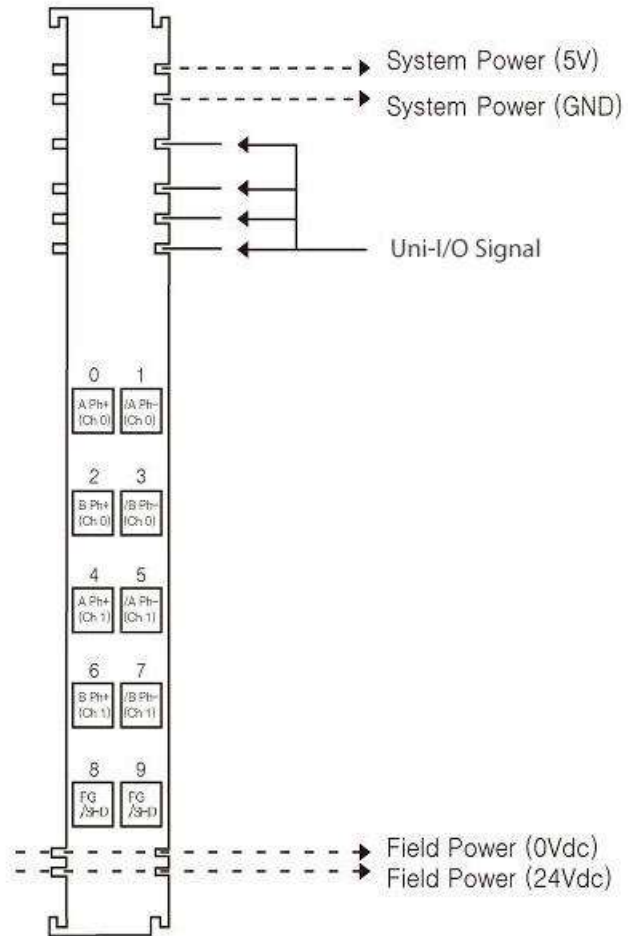 System Power (5V)
System Power (GND)
Uni-I/O Signal
0 1
A Ph+ /A Ph-
(Ch 0) (Ch 0)
2 3
B Ph+ /B Ph-
(Ch 0) (Ch 0)
4 5
A Ph+ /A Ph-
(Ch 1) (Ch 1)
6 7
B Ph+ /B Ph-
(Ch 1) (Ch 1)
8 9
FG FG
/SHD /SHD
Field Power (0Vdc)
Field Power (24Vdc)